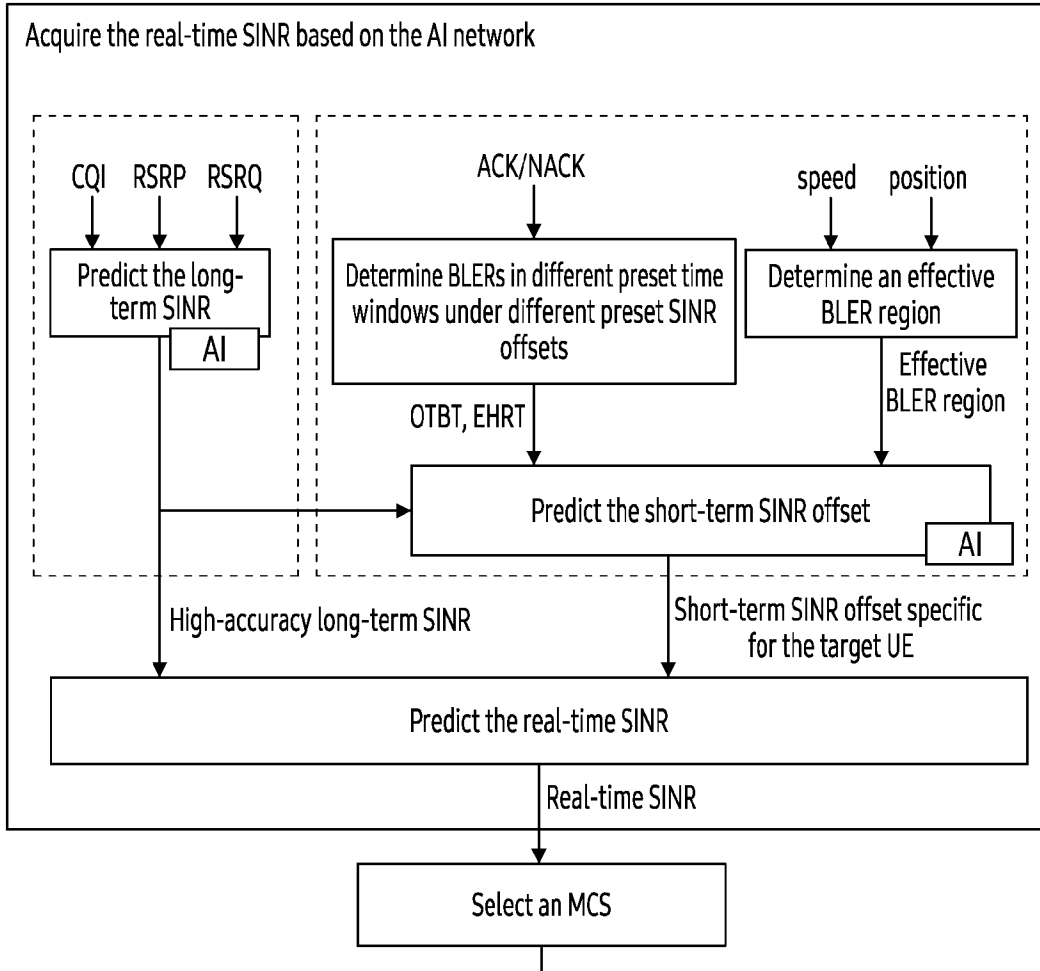 Acquire the real-time SINR based on the AI network
CQI RSRP RSRQ
Predict the long-
term SINR
AI
ACK/NACK
Determine BLERs in different preset time
windows under different preset SINR
offsets
speed position
Determine an effective
BLER region
OTBT, EHRT
Effective
BLER region
Predict the short-term SINR offset
AI
High-accuracy long-term SINR
Short-term SINR offset specific
for the target UE
Predict the real-time SINR
Real-time SINR
Select an MCS